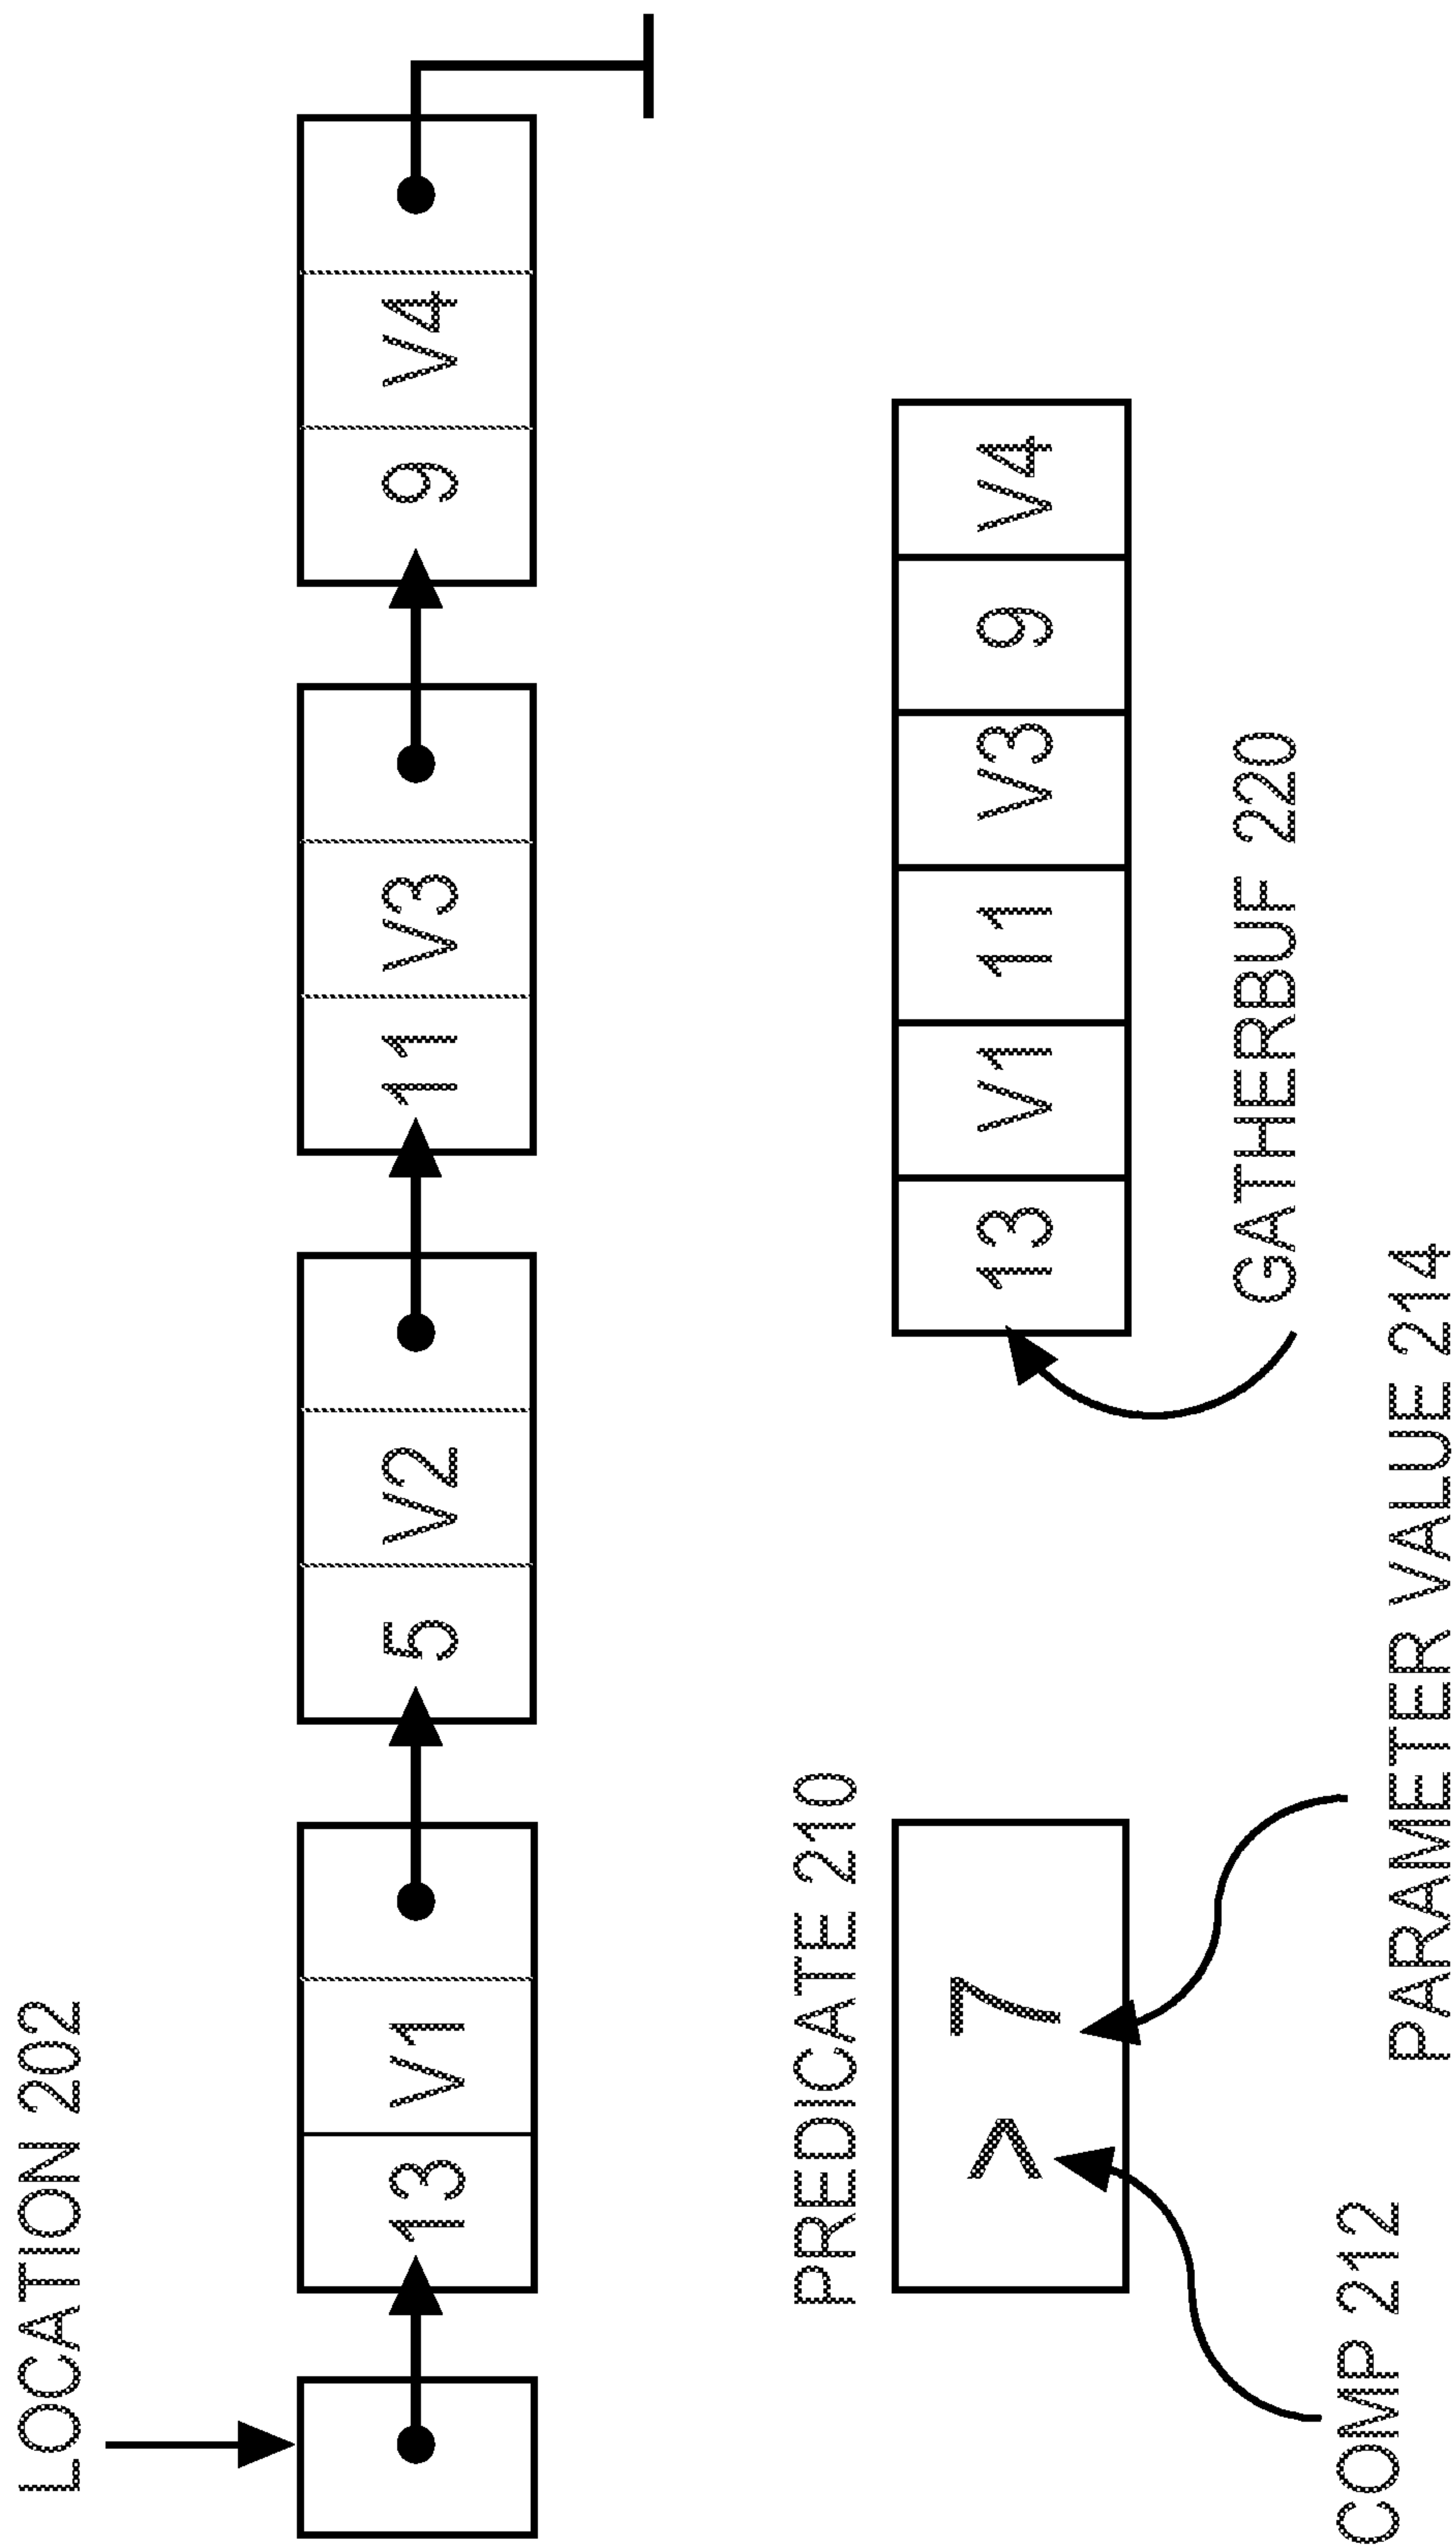 LOCATION 202
13 V1 5 V2 11 V3 9 V4
PREDICATE 210
> 7
13 V1 11 V3 9 V4
GATHERBUF 220
COMP 212
PARAMETER VALUE 214